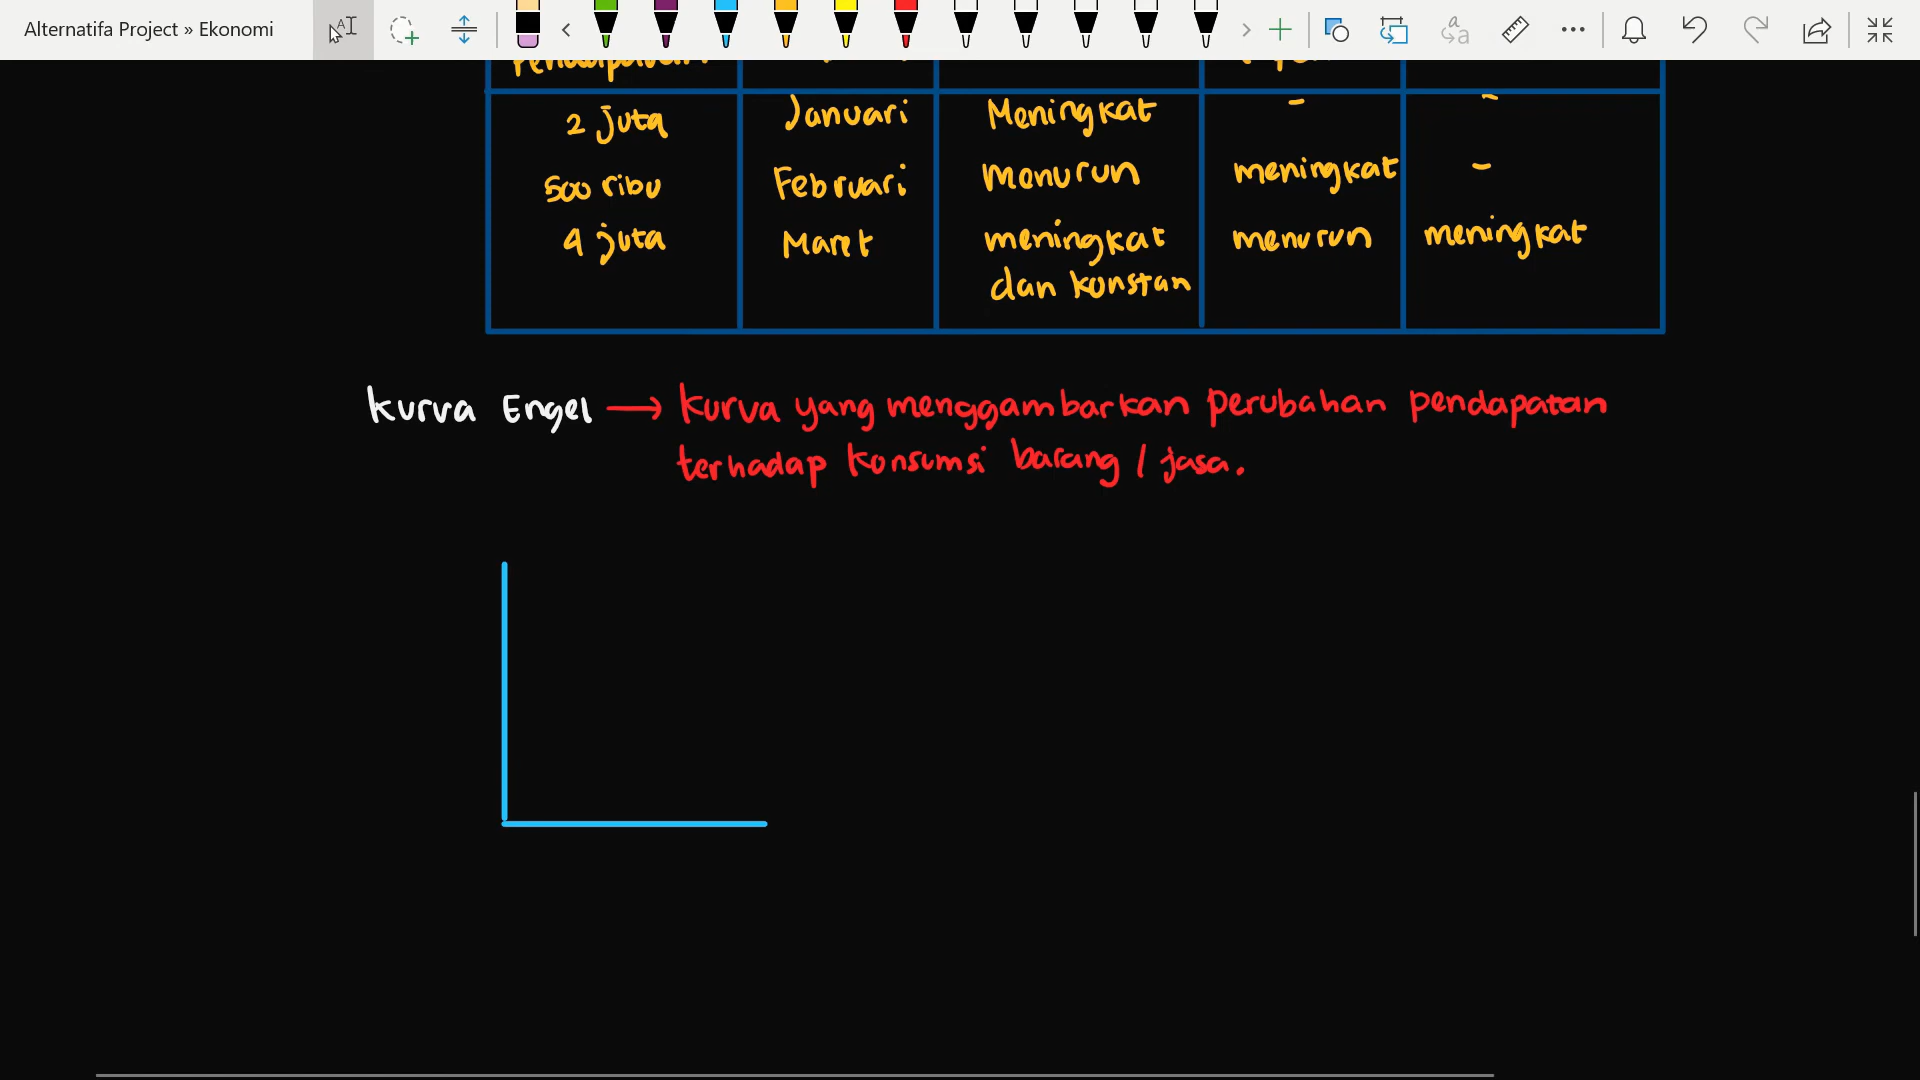 Alternatifa Project » Ekonomi
2 juta Januari Meningkat - -
500 ribu Februari menurun meningkat -
4 juta Maret meningkat menurun meningkat
dan konstan
kurva Engel → kurva yang menggambarkan perubahan pendapatan
terhadap konsumsi barang / jasa.